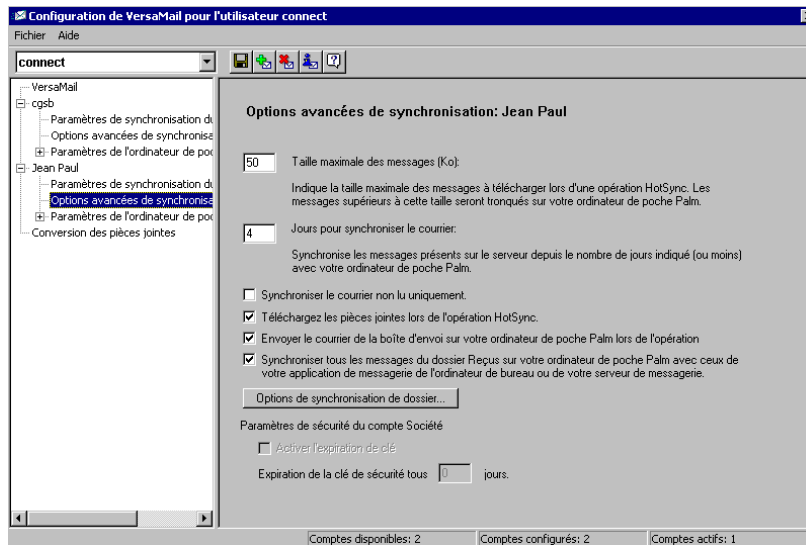 Configuration de VersaMail pour l'utilisateur connect
Fichier Aide
connect
VersaMail
cgsb
Paramètres de synchronisation du
Options avancées de synchronisa
Paramètres de l'ordinateur de poc
Jean Paul
Paramètres de synchronisation du
Options avancées de synchronisa
Paramètres de l'ordinateur de poc
Conversion des pièces jointes
Options avancées de synchronisation: Jean Paul
50 Taille maximale des messages (Ko):
Indique la taille maximale des messages à télécharger lors d'une opération HotSync. Les
messages supérieurs à cette taille seront tronqués sur votre ordinateur de poche Palm.
4 Jours pour synchroniser le courrier:
Synchronise les messages présents sur le serveur depuis le nombre de jours indiqué (ou moins)
avec votre ordinateur de poche Palm.
Synchroniser le courrier non lu uniquement.
Téléchargez les pièces jointes lors de l'opération HotSync.
Envoyer le courrier de la boîte d'envoi sur votre ordinateur de poche Palm lors de l'opération
Synchroniser tous les messages du dossier Reçus sur votre ordinateur de poche Palm avec ceux de
votre application de messagerie de l'ordinateur de bureau ou de votre serveur de messagerie.
Options de synchronisation de dossier...
Paramètres de sécurité du compte Société
Activer l'expiration de clé
Expiration de la clé de sécurité tous 0 jours.
Comptes disponibles: 2 Comptes configurés: 2 Comptes actifs: 1